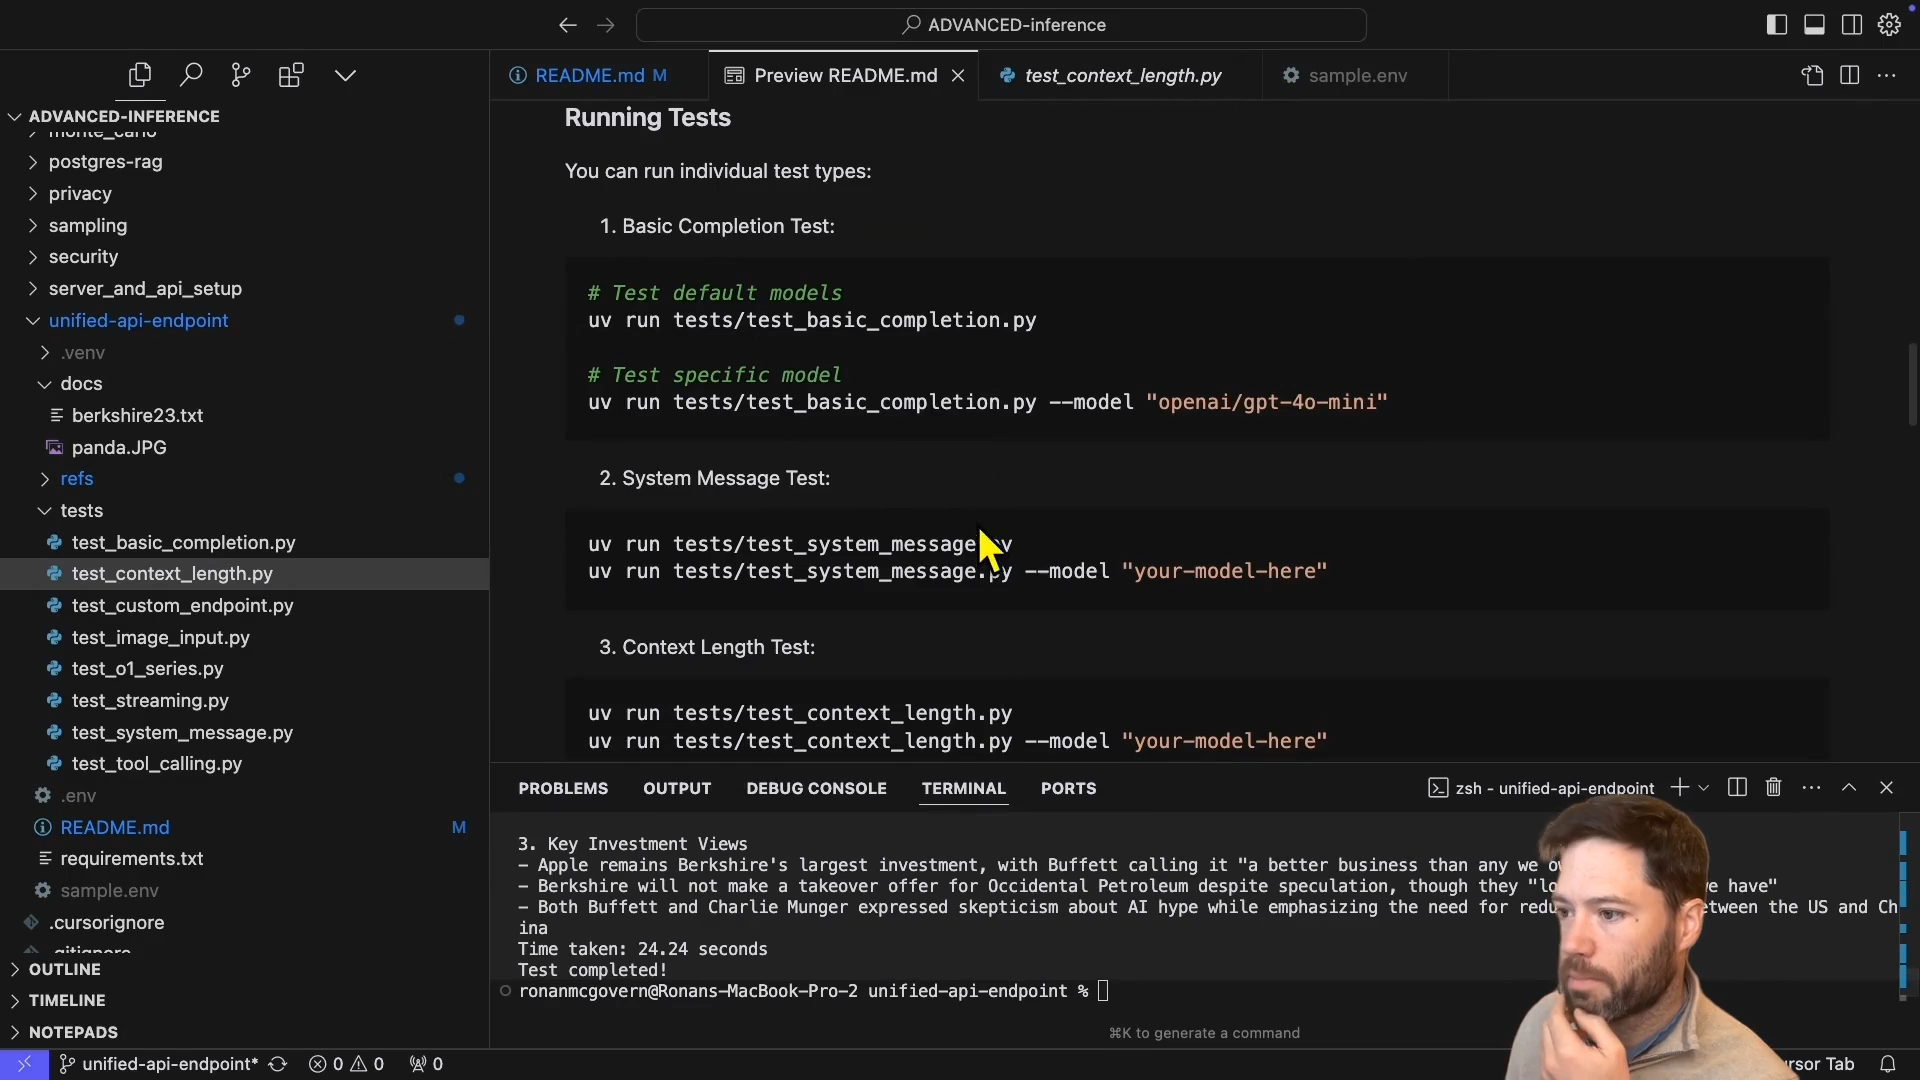 ADVANCED-inference
README.md M
Preview README.md
test_context_length.py
sample.env
ADVANCED-INFERENCE
monte_carlo
postgres-rag
privacy
sampling
security
server_and_api_setup
unified-api-endpoint
.venv
docs
berkshire23.txt
panda.JPG
refs
tests
test_basic_completion.py
test_context_length.py
test_custom_endpoint.py
test_image_input.py
test_o1_series.py
test_streaming.py
test_system_message.py
test_tool_calling.py
.env
README.md M
requirements.txt
sample.env
.cursorignore
.gitignore
OUTLINE
TIMELINE
NOTEPADS
Running Tests
You can run individual test types:
1. Basic Completion Test:
# Test default models
uv run tests/test_basic_completion.py
# Test specific model
uv run tests/test_basic_completion.py --model "openai/gpt-4o-mini"
2. System Message Test:
uv run tests/test_system_message.py
uv run tests/test_system_message.py --model "your-model-here"
3. Context Length Test:
uv run tests/test_context_length.py
uv run tests/test_context_length.py --model "your-model-here"
PROBLEMS OUTPUT DEBUG CONSOLE TERMINAL PORTS
zsh - unified-api-endpoint
3. Key Investment Views
- Apple remains Berkshire's largest investment, with Buffett calling it "a better business than any we
- Berkshire will not make a takeover offer for Occidental Petroleum despite speculation, though they have"
- Both Buffett and Charlie Munger expressed skepticism about AI hype while emphasizing the need for between the US and Ch
ina
Time taken: 24.24 seconds
Test completed!
ronanmcgovern@Ronans-MacBook-Pro-2 unified-api-endpoint %
⌘K to generate a command
unified-api-endpoint* 0 0 0
Tab